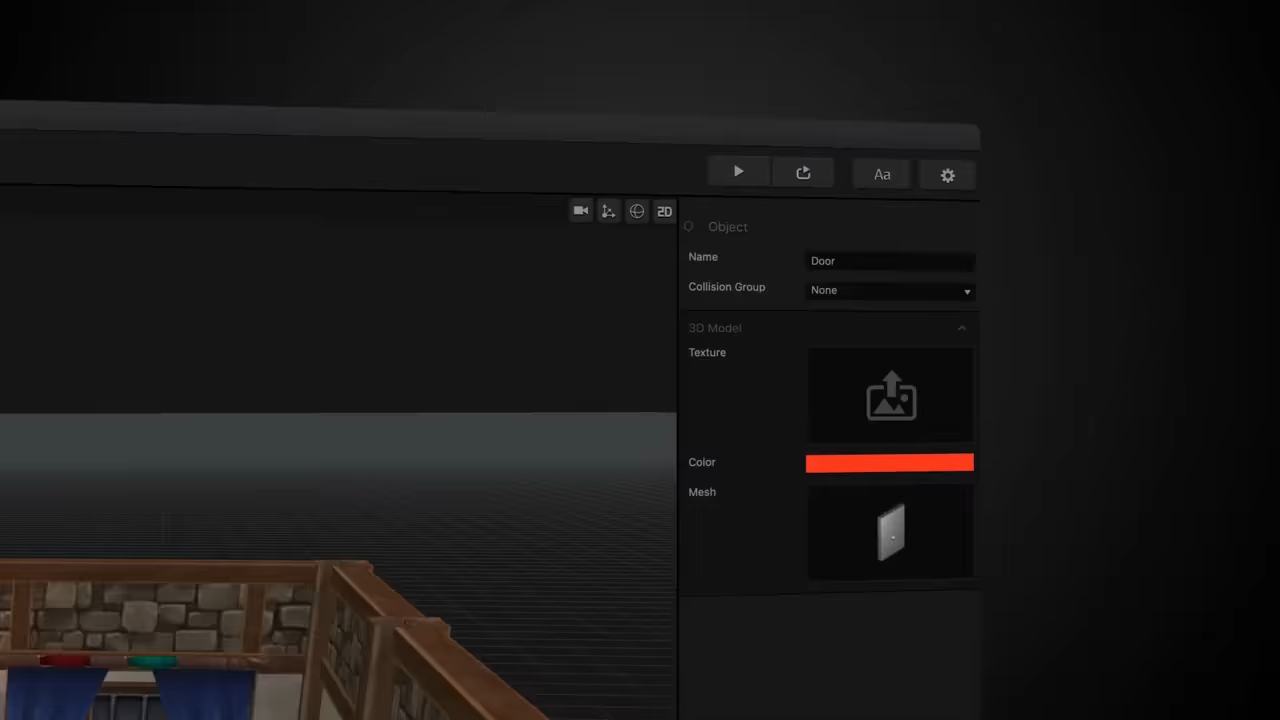 Aa
2D
Object
Name
Door
Collision Group
None
3D Model
Texture
Color
Mesh